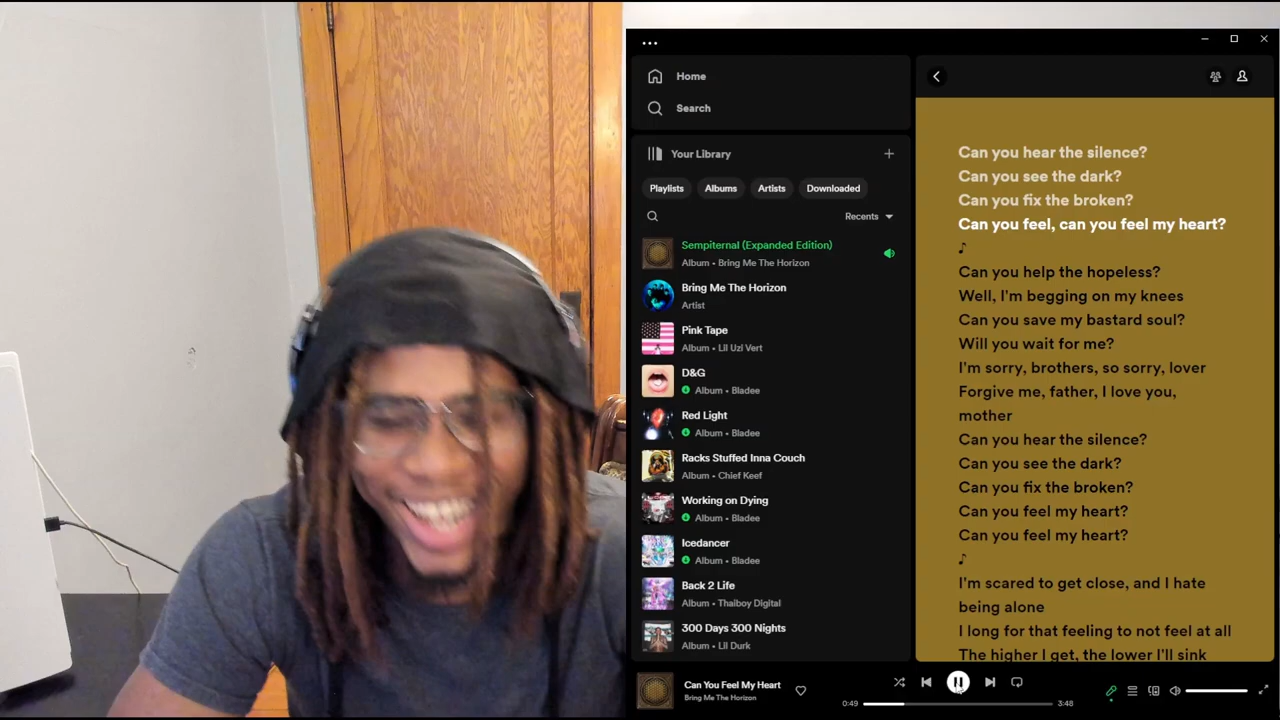 Home
Search
Your Library
Playlists
Albums
Artists
Downloaded
Recents
Sempiternal (Expanded Edition)
Album • Bring Me The Horizon
Bring Me The Horizon
Artist
Pink Tape
Album • Lil Uzi Vert
D&G
Album • Bladee
Red Light
Album • Bladee
Racks Stuffed Inna Couch
Album • Chief Keef
Working on Dying
Album • Bladee
Icedancer
Album • Bladee
Back 2 Life
Album • Thaiboy Digital
300 Days 300 Nights
Album • Lil Durk
Can you hear the silence?
Can you see the dark?
Can you fix the broken?
Can you feel, can you feel my heart?
♪
Can you help the hopeless?
Well, I'm begging on my knees
Can you save my bastard soul?
Will you wait for me?
I'm sorry, brothers, so sorry, lover
Forgive me, father, I love you,
mother
Can you hear the silence?
Can you see the dark?
Can you fix the broken?
Can you feel my heart?
Can you feel my heart?
♪
I'm scared to get close, and I hate
being alone
I long for that feeling to not feel at all
The higher I get, the lower I'll sink
Can You Feel My Heart
Bring Me The Horizon
0:49
3:48